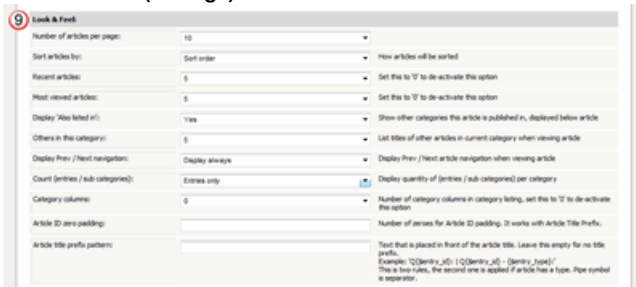 9 Look & Feel:
Number of articles per page: 10
Sort articles by: Sort order How articles will be sorted
Recent articles: 5 Set this to '0' to de-activate this option
Most viewed articles: 5 Set this to '0' to de-activate this option
Display 'Also listed in': Yes Show other categories this article is published in, displayed below article
Others in this category: 5 List titles of other articles in current category when viewing article
Display Prev / Next navigation: Display always Display Prev / Next article navigation when viewing article
Count (entries / sub categories): Entries only Display quantity of (entries / sub categories) per category
Category columns: 0 Number of category columns in category listing, set this to '0' to de-activate
this option
Article ID zero padding: Number of zeroes for Article ID padding. It works with Article Title Prefix.
Article title prefix pattern: Text that is placed in front of the article title. Leave this empty for no title
prefix.
Example: 'Q{$entry_id}: | Q{$entry_id} - {$entry_type}:'
This is two rules, the second one is applied if article has a type. Pipe symbol
is separator.